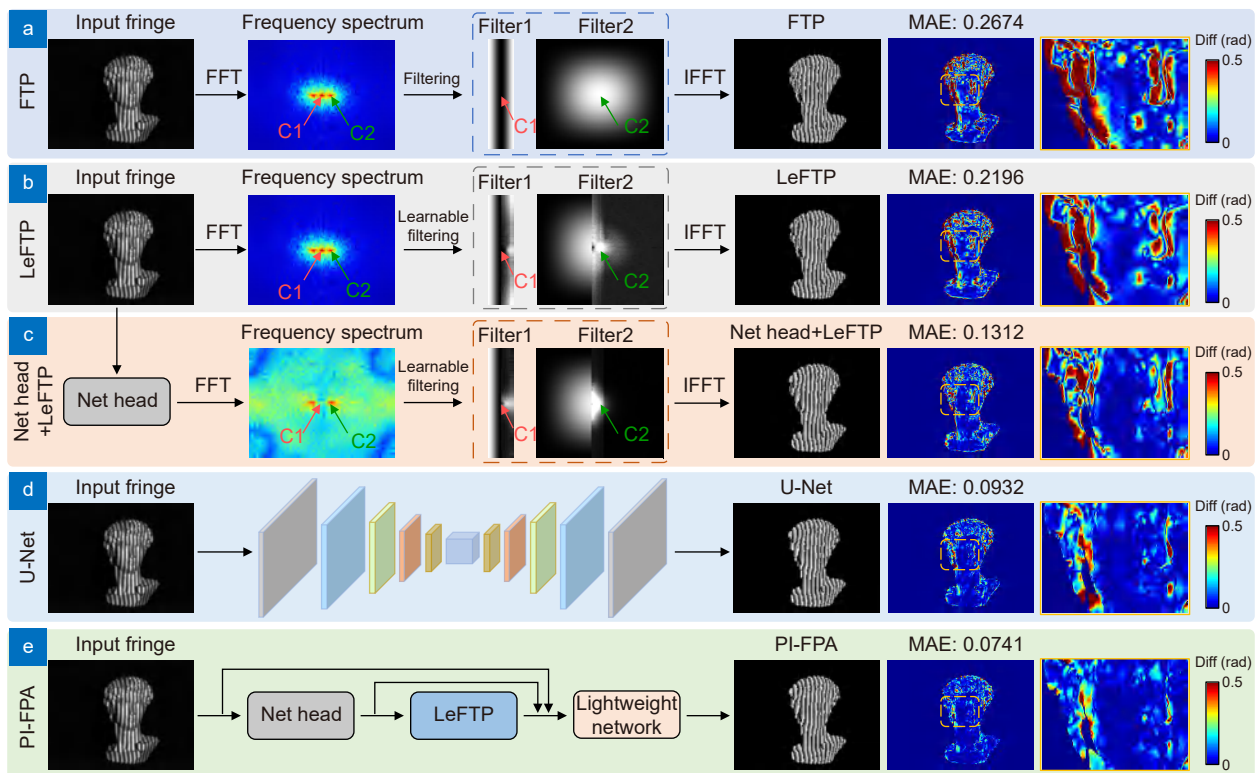 a
FTP
Input fringe
FFT
Frequency spectrum
C1
C2
Filtering
Filter1
Filter2
C1
C2
IFFT
FTP
MAE: 0.2674
Diff (rad)
0.5
0
b
LeFTP
Input fringe
FFT
Frequency spectrum
C1
C2
Learnable
filtering
Filter1
Filter2
C1
C2
IFFT
LeFTP
MAE: 0.2196
Diff (rad)
0.5
0
c
Net head
+LeFTP
Net head
FFT
Frequency spectrum
C1
C2
Learnable
filtering
Filter1
Filter2
C1
C2
IFFT
Net head+LeFTP
MAE: 0.1312
Diff (rad)
0.5
0
d
U-Net
Input fringe
U-Net
MAE: 0.0932
Diff (rad)
0.5
0
e
PI-FPA
Input fringe
Net head
LeFTP
Lightweight
network
PI-FPA
MAE: 0.0741
Diff (rad)
0.5
0